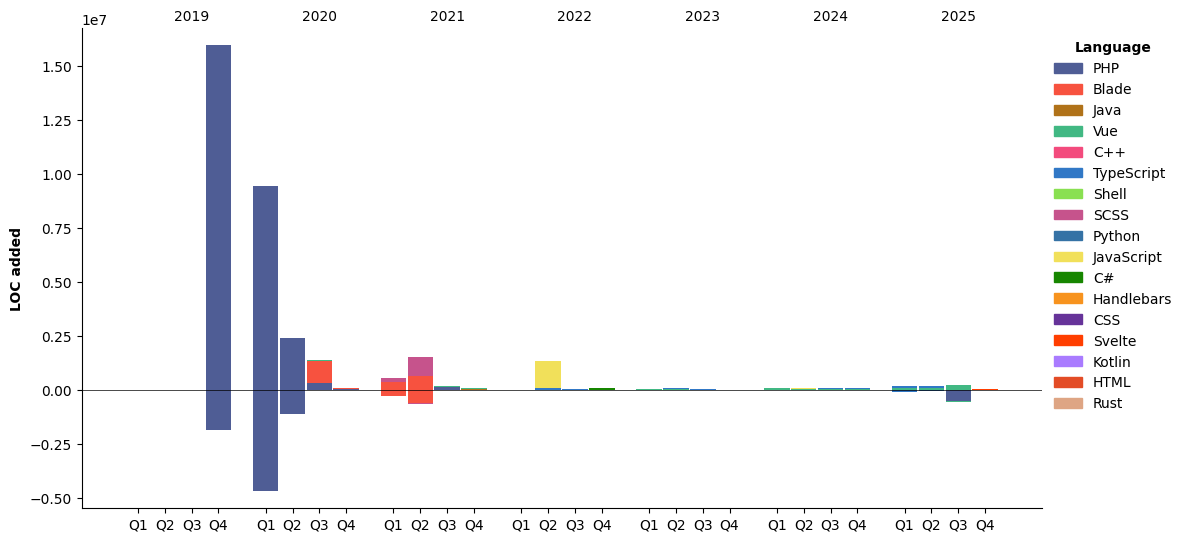 2019 2020 2021 2022 2023 2024 2025
1e7
1.50
1.25
1.00
0.75
0.50
0.25
0.00
−0.25
−0.50
LOC added
Q1 Q2 Q3 Q4 Q1 Q2 Q3 Q4 Q1 Q2 Q3 Q4 Q1 Q2 Q3 Q4 Q1 Q2 Q3 Q4 Q1 Q2 Q3 Q4 Q1 Q2 Q3 Q4
Language
PHP
Blade
Java
Vue
C++
TypeScript
Shell
SCSS
Python
JavaScript
C#
Handlebars
CSS
Svelte
Kotlin
HTML
Rust